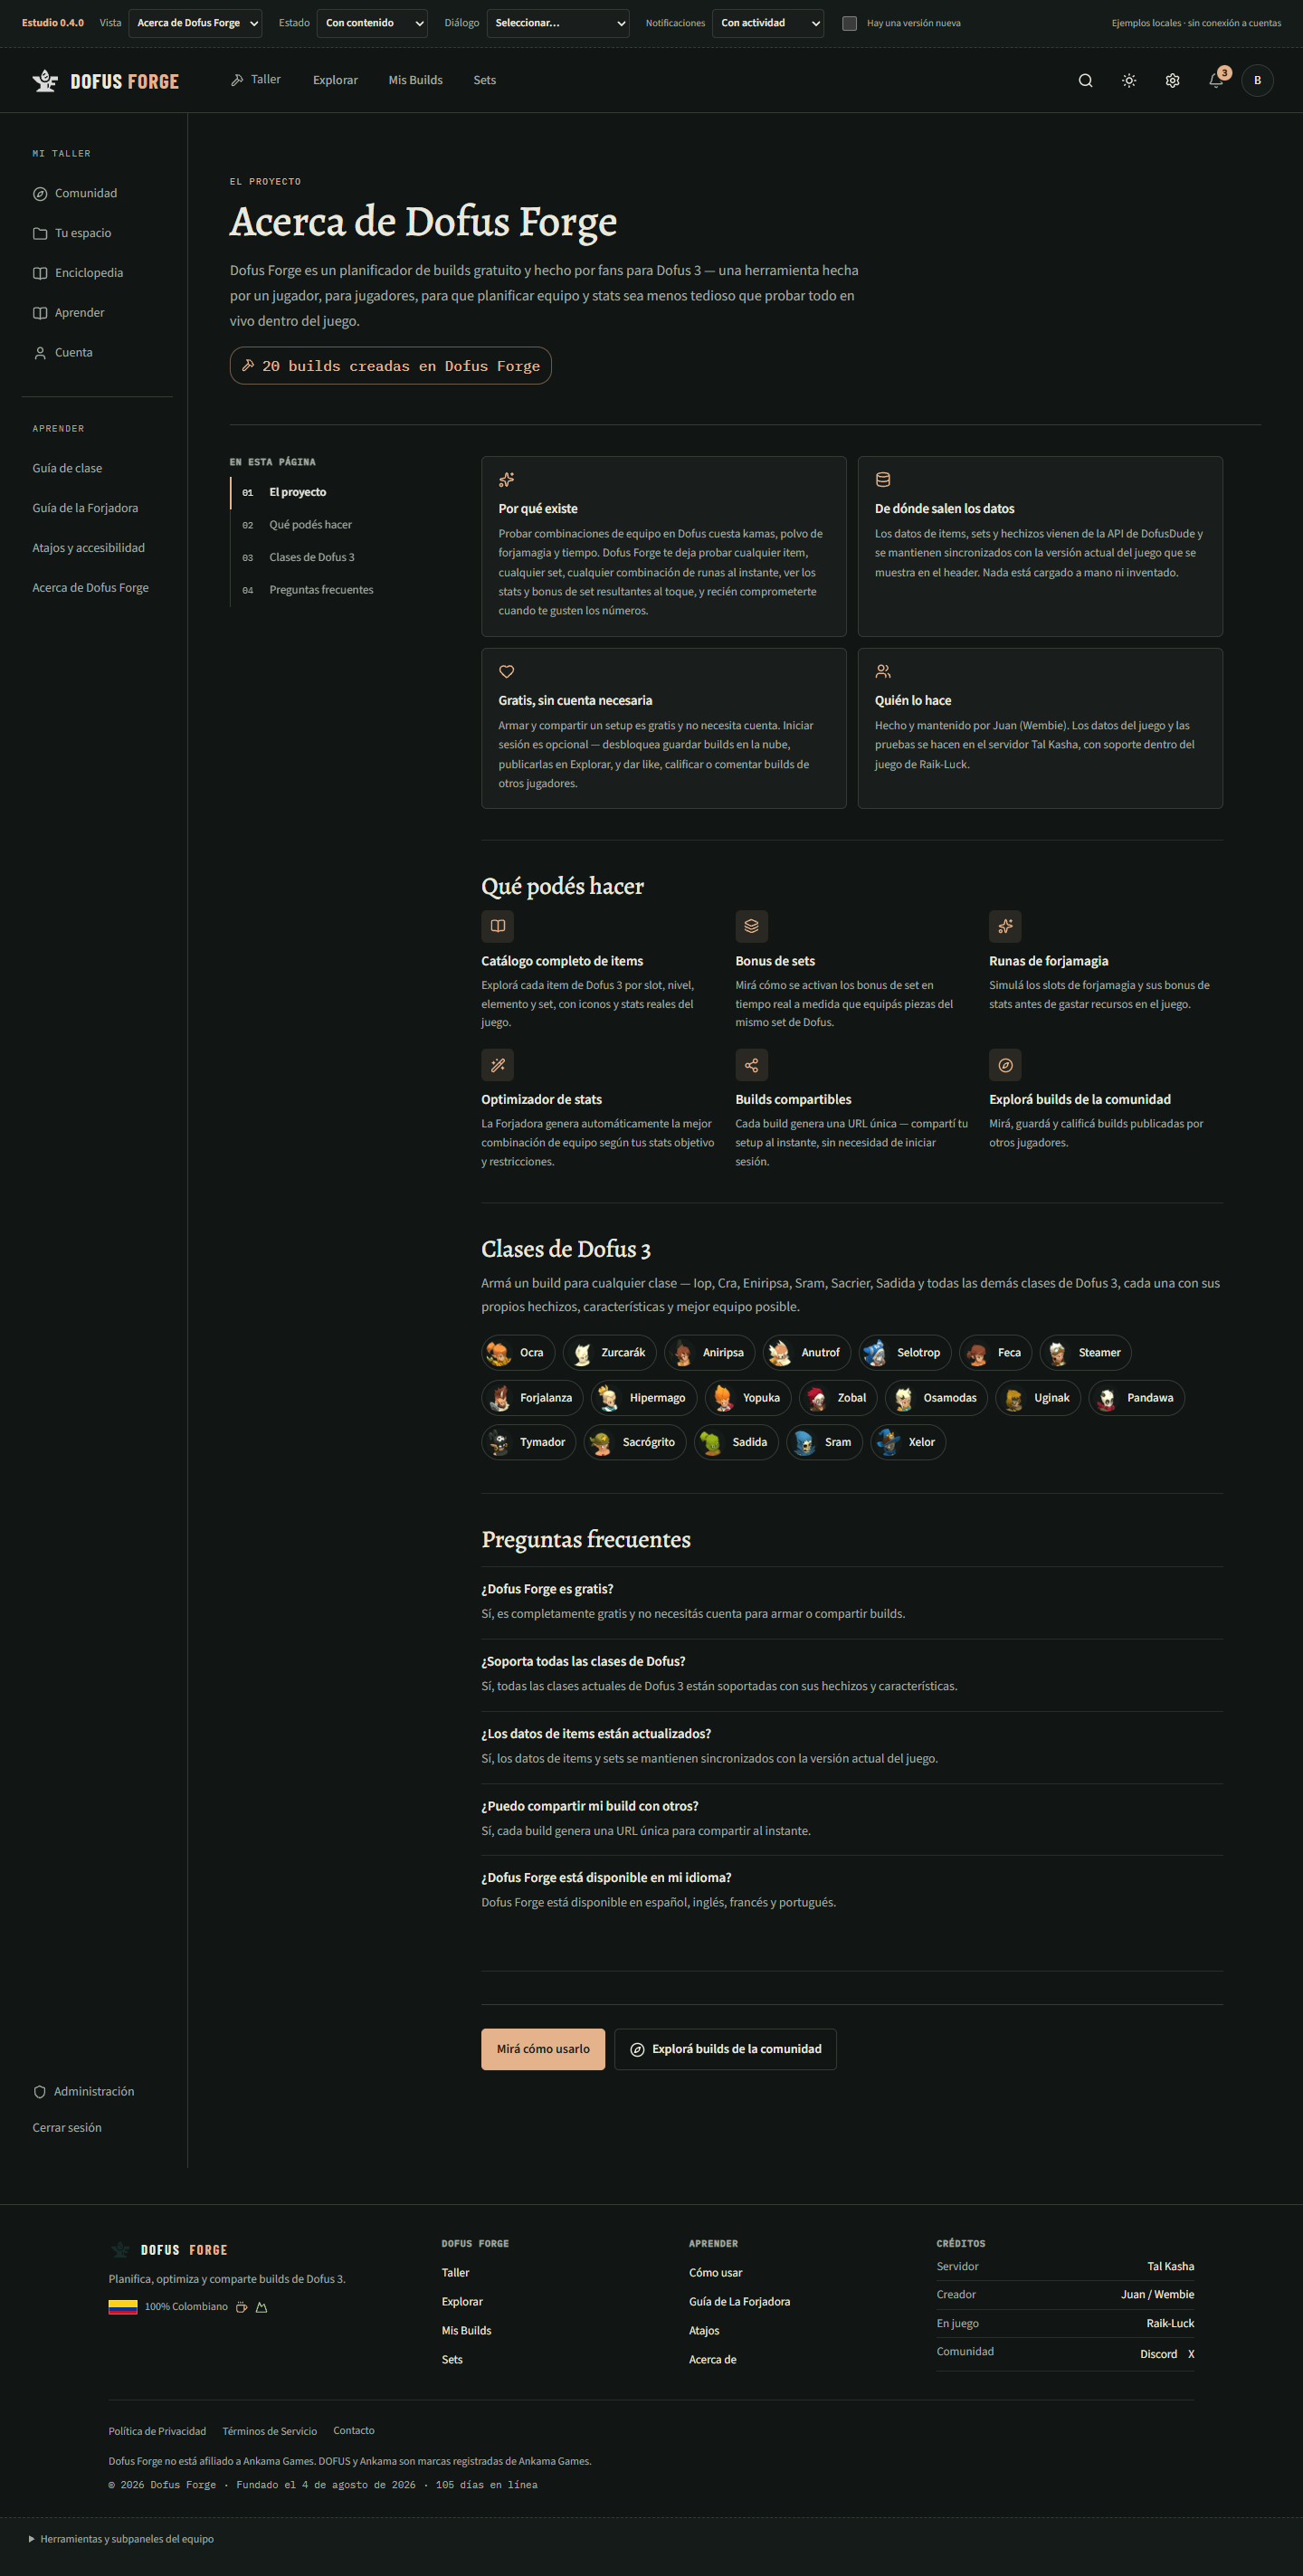 Estudio 0.4.0 Vista Acerca de Dofus Forge Estado Con contenido Diálogo Seleccionar... Notificaciones Con actividad Hay una versión nueva Ejemplos locales · sin conexión a cuentas
DOFUS FORGE Taller Explorar Mis Builds Sets 3 B
MI TALLER
Comunidad
Tu espacio
Enciclopedia
Aprender
Cuenta
APRENDER
Guía de clase
Guía de la Forjadora
Atajos y accesibilidad
Acerca de Dofus Forge
Administración
Cerrar sesión
EL PROYECTO
Acerca de Dofus Forge
Dofus Forge es un planificador de builds gratuito y hecho por fans para Dofus 3 — una herramienta hecha
por un jugador, para jugadores, para que planificar equipo y stats sea menos tedioso que probar todo en
vivo dentro del juego.
20 builds creadas en Dofus Forge
EN ESTA PÁGINA
01 El proyecto
02 Qué podés hacer
03 Clases de Dofus 3
04 Preguntas frecuentes
Por qué existe
Probar combinaciones de equipo en Dofus cuesta kamas, polvo de
forjamagia y tiempo. Dofus Forge te deja probar cualquier item,
cualquier set, cualquier combinación de runas al instante, ver los
stats y bonus de set resultantes al toque, y recién comprometerte
cuando te gusten los números.
De dónde salen los datos
Los datos de items, sets y hechizos vienen de la API de DofusDude y
se mantienen sincronizados con la versión actual del juego que se
muestra en el header. Nada está cargado a mano ni inventado.
Gratis, sin cuenta necesaria
Armar y compartir un setup es gratis y no necesita cuenta. Iniciar
sesión es opcional — desbloquea guardar builds en la nube,
publicarlas en Explorar, y dar like, calificar o comentar builds de
otros jugadores.
Quién lo hace
Hecho y mantenido por Juan (Wembie). Los datos del juego y las
pruebas se hacen en el servidor Tal Kasha, con soporte dentro del
juego de Raik-Luck.
Qué podés hacer
Catálogo completo de items
Explorá cada item de Dofus 3 por slot, nivel,
elemento y set, con iconos y stats reales del
juego.
Bonus de sets
Mirá cómo se activan los bonus de set en
tiempo real a medida que equipás piezas del
mismo set de Dofus.
Runas de forjamagia
Simulá los slots de forjamagia y sus bonus de
stats antes de gastar recursos en el juego.
Optimizador de stats
La Forjadora genera automáticamente la mejor
combinación de equipo según tus stats objetivo
y restricciones.
Builds compartibles
Cada build genera una URL única — compartí tu
setup al instante, sin necesidad de iniciar
sesión.
Explorá builds de la comunidad
Mirá, guardá y calificá builds publicadas por
otros jugadores.
Clases de Dofus 3
Armá un build para cualquier clase — Iop, Cra, Eniripsa, Sram, Sacrier, Sadida y todas las demás clases de Dofus 3, cada una con sus
propios hechizos, características y mejor equipo posible.
Ocra Zurcarák Aniripsa Anutrof Selotrop Feca Steamer
Forjalanza Hipermago Yopuka Zobal Osamodas Uginak Pandawa
Tymador Sacrógrito Sadida Sram Xelor
Preguntas frecuentes
¿Dofus Forge es gratis?
Sí, es completamente gratis y no necesitás cuenta para armar o compartir builds.
¿Soporta todas las clases de Dofus?
Sí, todas las clases actuales de Dofus 3 están soportadas con sus hechizos y características.
¿Los datos de items están actualizados?
Sí, los datos de items y sets se mantienen sincronizados con la versión actual del juego.
¿Puedo compartir mi build con otros?
Sí, cada build genera una URL única para compartir al instante.
¿Dofus Forge está disponible en mi idioma?
Dofus Forge está disponible en español, inglés, francés y portugués.
Mirá cómo usarlo Explorá builds de la comunidad
DOFUS FORGE
Planifica, optimiza y comparte builds de Dofus 3.
100% Colombiano
DOFUS FORGE
Taller
Explorar
Mis Builds
Sets
APRENDER
Cómo usar
Guía de La Forjadora
Atajos
Acerca de
CRÉDITOS
Servidor Tal Kasha
Creador Juan / Wembie
En juego Raik-Luck
Comunidad Discord X
Política de Privacidad Términos de Servicio Contacto
Dofus Forge no está afiliado a Ankama Games. DOFUS y Ankama son marcas registradas de Ankama Games.
© 2026 Dofus Forge · Fundado el 4 de agosto de 2026 · 105 días en línea
Herramientas y subpaneles del equipo